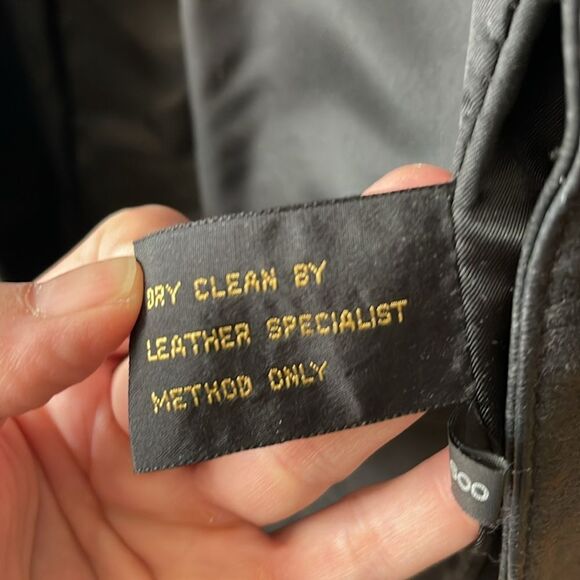 DRY CLEAN BY
LEATHER SPECIALIST
METHOD ONLY